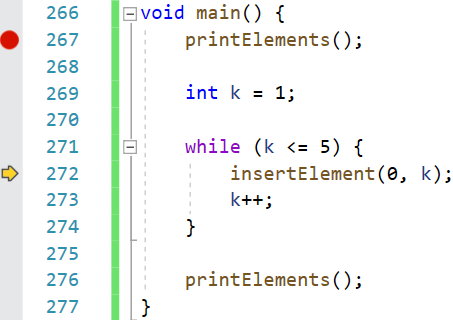 266 void main() {
267     printElements();
268
269     int k = 1;
270
271     while (k <= 5) {
272         insertElement(0, k);
273         k++;
274     }
275
276     printElements();
277 }